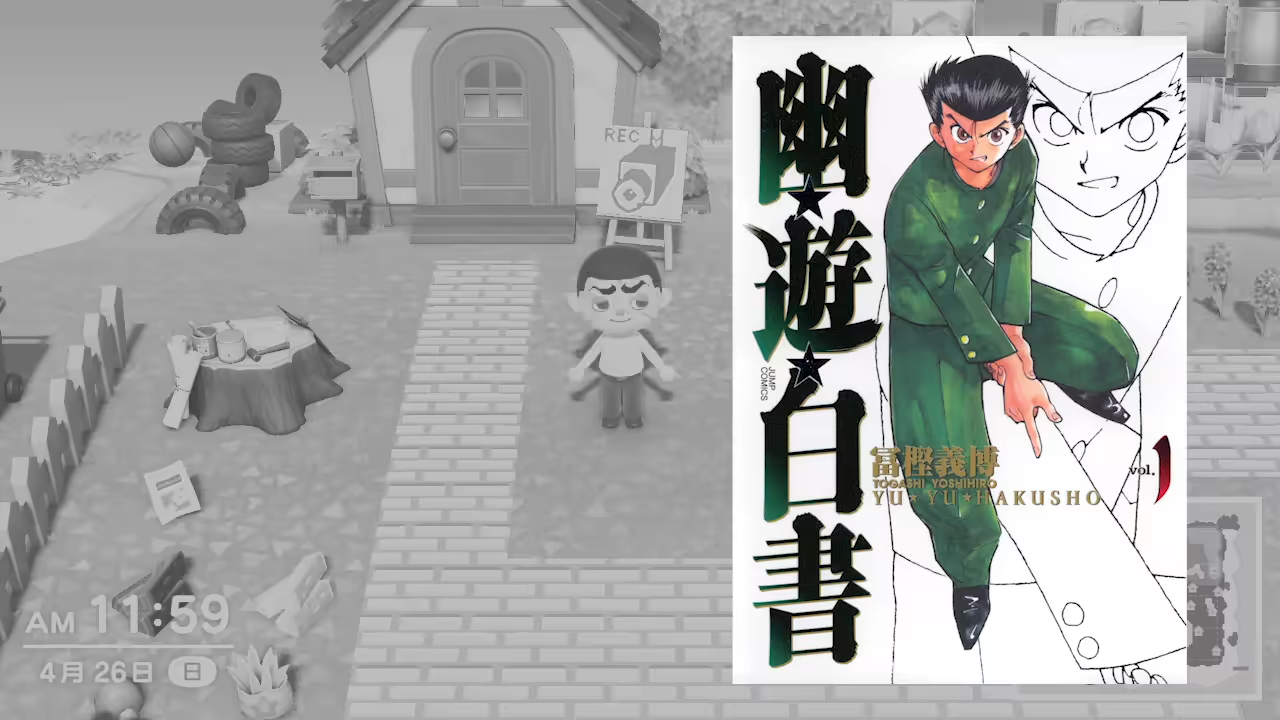 REC
AM 11:59
4月 26日 日
幽★遊★白書
JUMP
COMICS
冨樫義博
TOGASHI YOSHIHIRO
YU★YU★HAKUSHO
vol.1